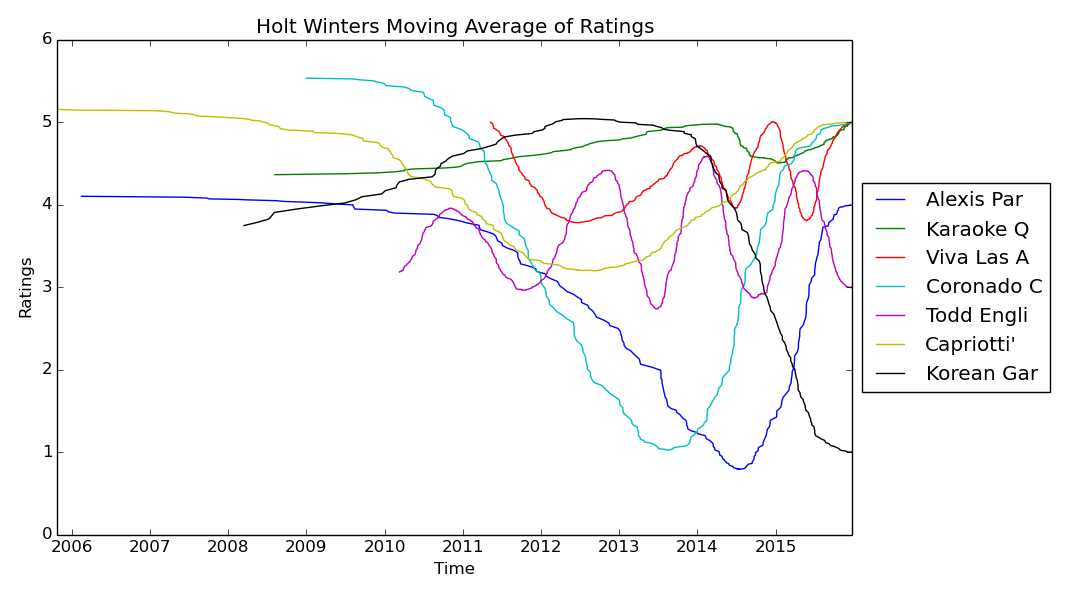 Holt Winters Moving Average of Ratings
6
5
4
3
2
1
0
Ratings
2006 2007 2008 2009 2010 2011 2012 2013 2014 2015
Time
Alexis Par
Karaoke Q
Viva Las A
Coronado C
Todd Engli
Capriotti'
Korean Gar